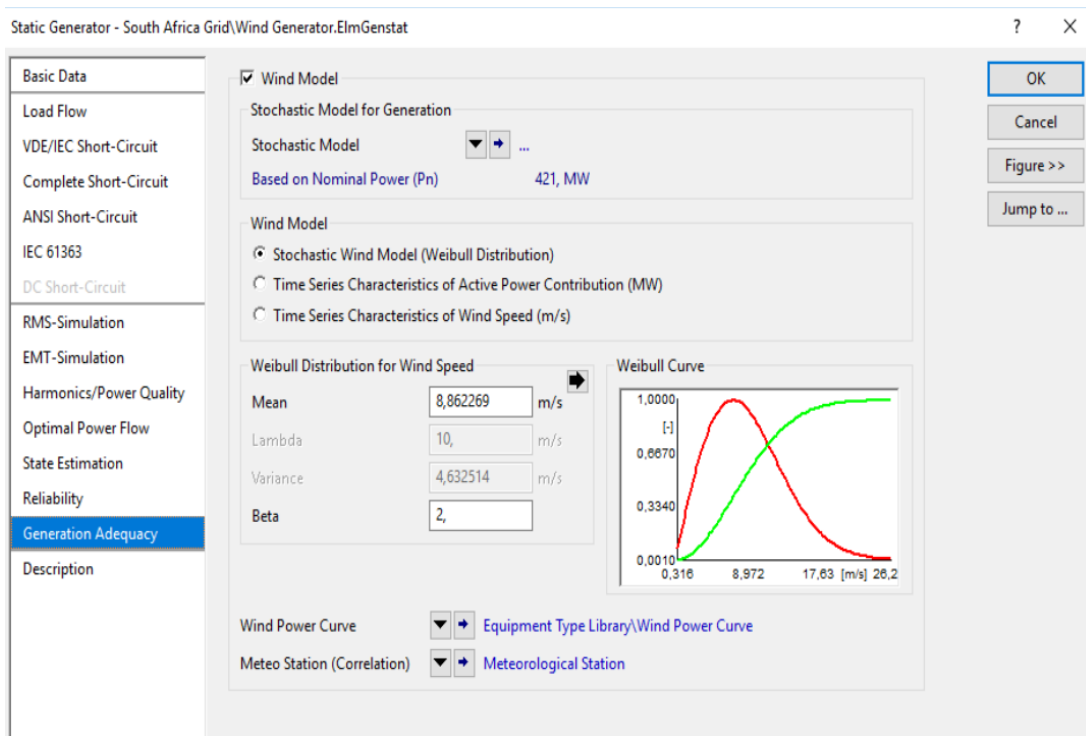 Static Generator - South Africa Grid\Wind Generator.ElmGenstat ? X
Basic Data
Load Flow
VDE/IEC Short-Circuit
Complete Short-Circuit
ANSI Short-Circuit
IEC 61363
DC Short-Circuit
RMS-Simulation
EMT-Simulation
Harmonics/Power Quality
Optimal Power Flow
State Estimation
Reliability
Generation Adequacy
Description
Wind Model
Stochastic Model for Generation
Stochastic Model ...
Based on Nominal Power (Pn) 421, MW
Wind Model
Stochastic Wind Model (Weibull Distribution)
Time Series Characteristics of Active Power Contribution (MW)
Time Series Characteristics of Wind Speed (m/s)
Weibull Distribution for Wind Speed
Mean 8,862269 m/s
Lambda 10, m/s
Variance 4,632514 m/s
Beta 2,
Weibull Curve
1,0000
[-]
0,6670
0,3340
0,0010
0,316 8,972 17,63 [m/s] 26,2
Wind Power Curve Equipment Type Library\Wind Power Curve
Meteo Station (Correlation) Meteorological Station
OK
Cancel
Figure >>
Jump to ...